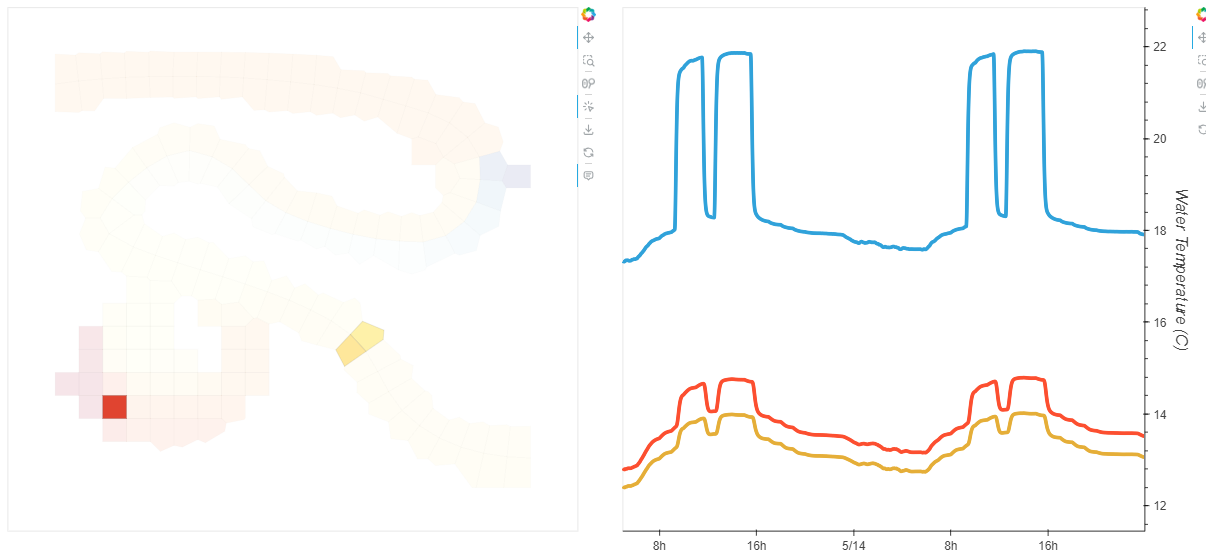 22
20
18
16
14
12
Water Temperature (C)
8h
16h
5/14
8h
16h